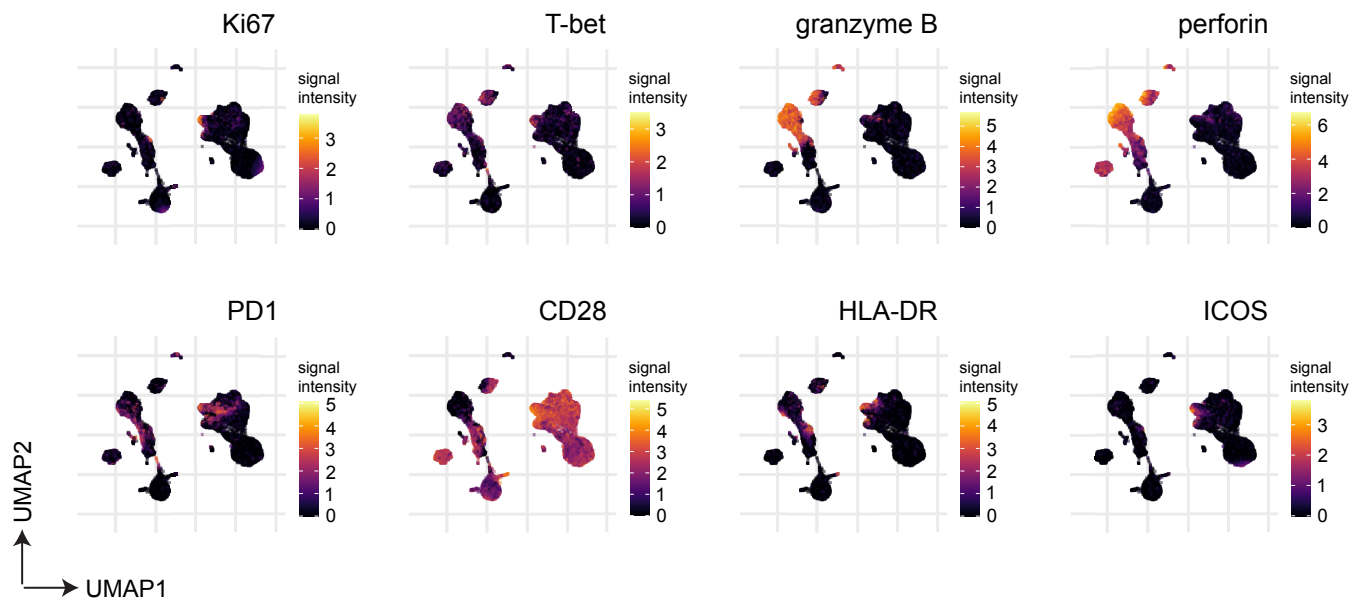 Ki67
T-bet
granzyme B
perforin
signal
intensity
3
2
1
0
signal
intensity
3
2
1
0
signal
intensity
5
4
3
2
1
0
signal
intensity
6
4
2
0
PD1
CD28
HLA-DR
ICOS
signal
intensity
5
4
3
2
1
0
signal
intensity
5
4
3
2
1
0
signal
intensity
5
4
3
2
1
0
signal
intensity
3
2
1
0
UMAP2
UMAP1